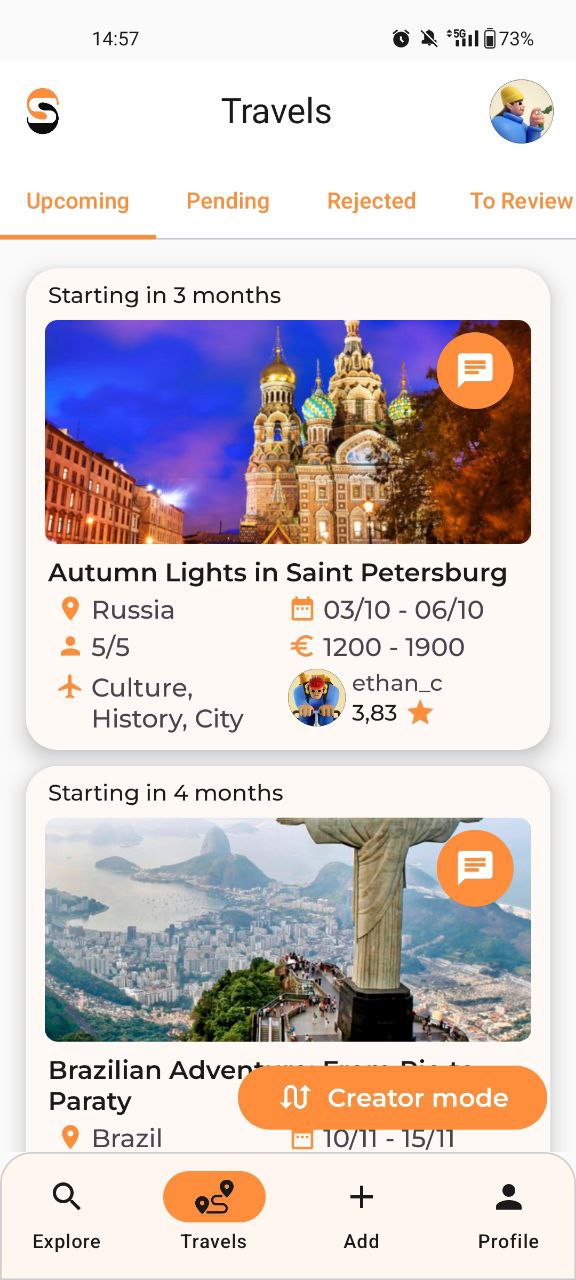 14:57
5G
73%
Travels
Upcoming
Pending
Rejected
To Review
Starting in 3 months
Autumn Lights in Saint Petersburg
Russia
03/10 - 06/10
5/5
1200 - 1900
Culture,
History, City
ethan_c
3,83
Starting in 4 months
Brazilian Adventure: From Rio to
Paraty
Creator mode
Brazil
10/11 - 15/11
Explore
Travels
Add
Profile